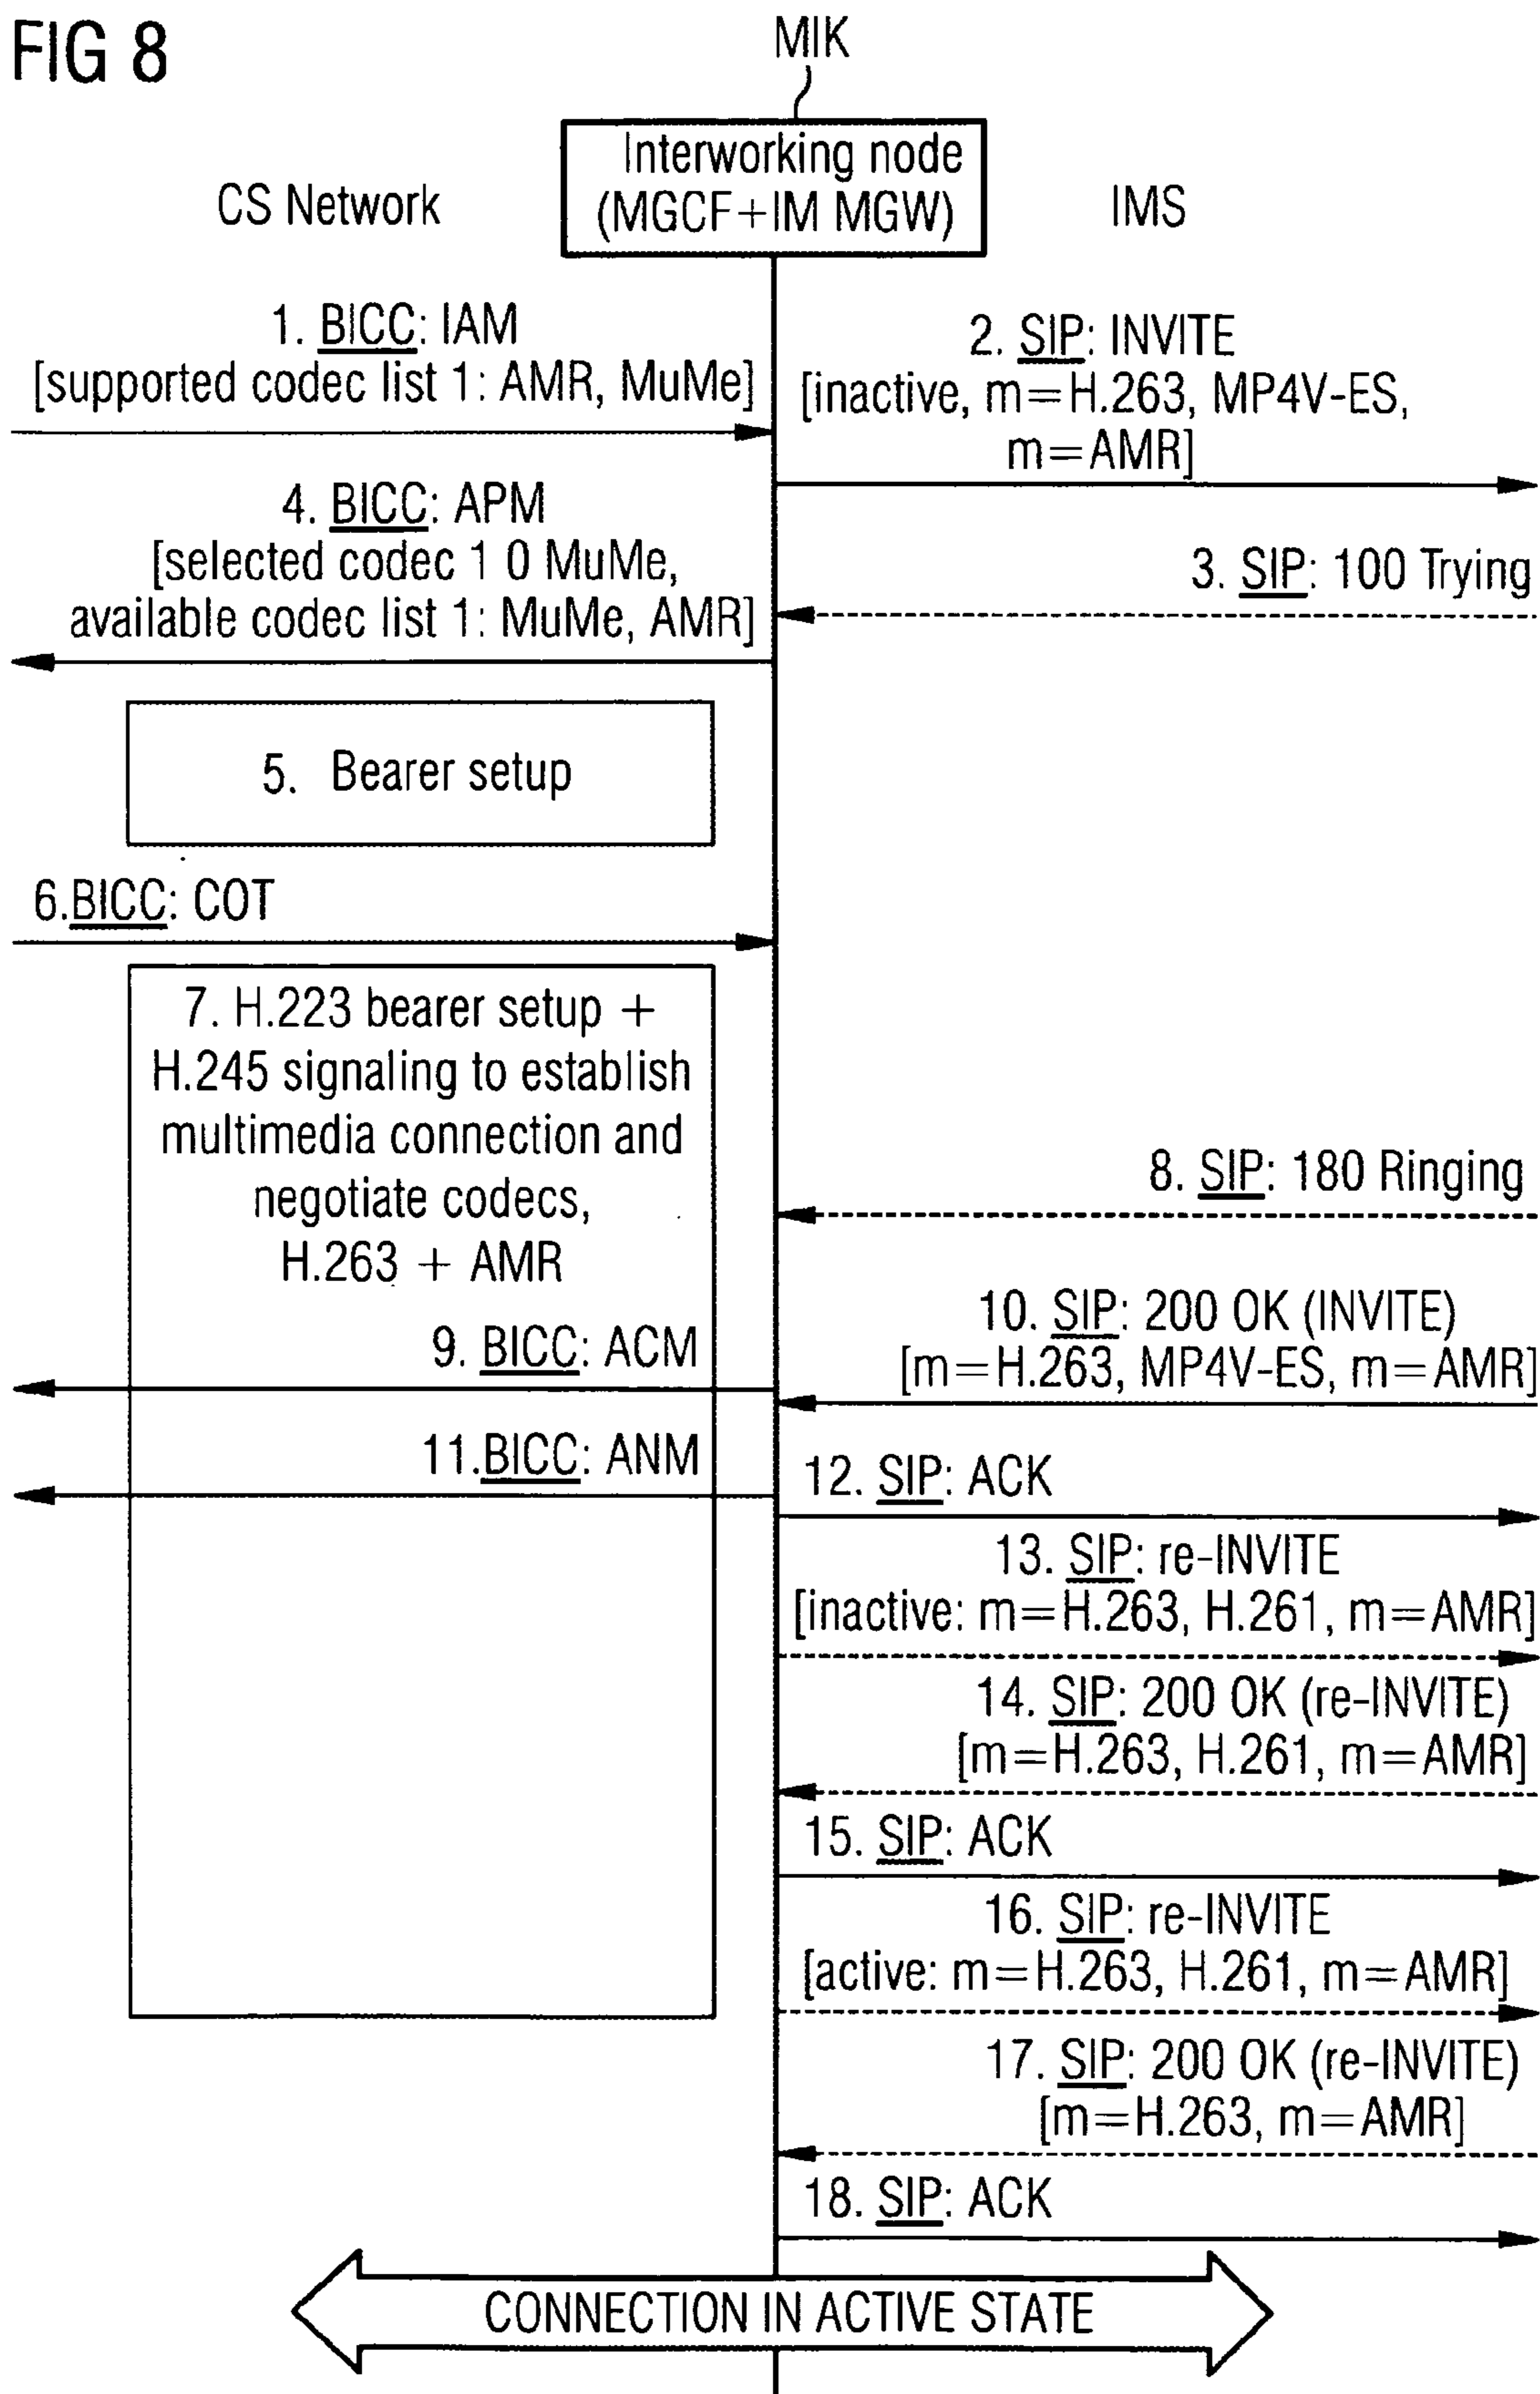 FIG 8
MIK
Interworking node
(MGCF+IM MGW)
CS Network
IMS
1. BICC: IAM
[supported codec list 1: AMR, MuMe]
2. SIP: INVITE
[inactive, m=H.263, MP4V-ES,
m=AMR]
4. BICC: APM
[selected codec 1 0 MuMe,
available codec list 1: MuMe, AMR]
3. SIP: 100 Trying
5. Bearer setup
6.BICC: COT
7. H.223 bearer setup +
H.245 signaling to establish
multimedia connection and
negotiate codecs,
H.263 + AMR
8. SIP: 180 Ringing
9. BICC: ACM
10. SIP: 200 OK (INVITE)
[m=H.263, MP4V-ES, m=AMR]
11.BICC: ANM
12. SIP: ACK
13. SIP: re-INVITE
[inactive: m=H.263, H.261, m=AMR]
14. SIP: 200 OK (re-INVITE)
[m=H.263, H.261, m=AMR]
15. SIP: ACK
16. SIP: re-INVITE
[active: m=H.263, H.261, m=AMR]
17. SIP: 200 OK (re-INVITE)
[m=H.263, m=AMR]
18. SIP: ACK
CONNECTION IN ACTIVE STATE